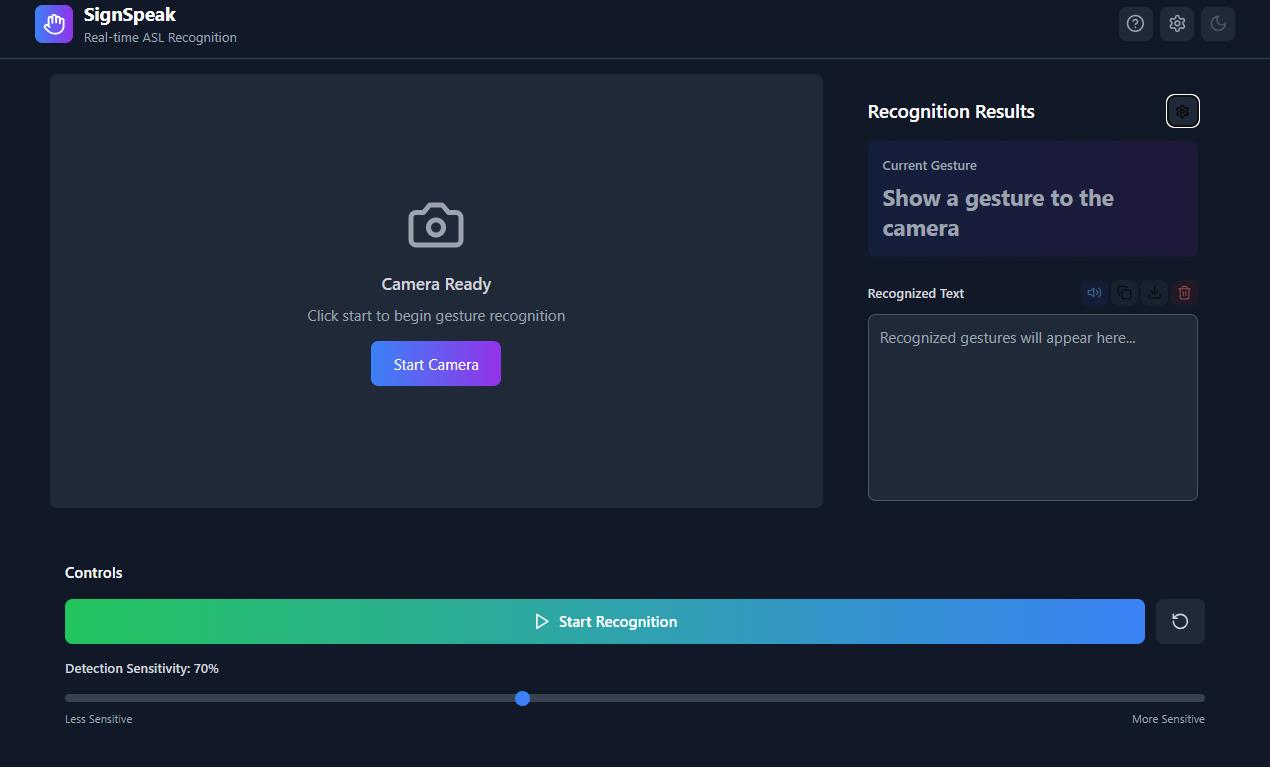 SignSpeak
Real-time ASL Recognition
Camera Ready
Click start to begin gesture recognition
Start Camera
Recognition Results
Current Gesture
Show a gesture to the
camera
Recognized Text
Recognized gestures will appear here...
Controls
Start Recognition
Detection Sensitivity: 70%
Less Sensitive
More Sensitive